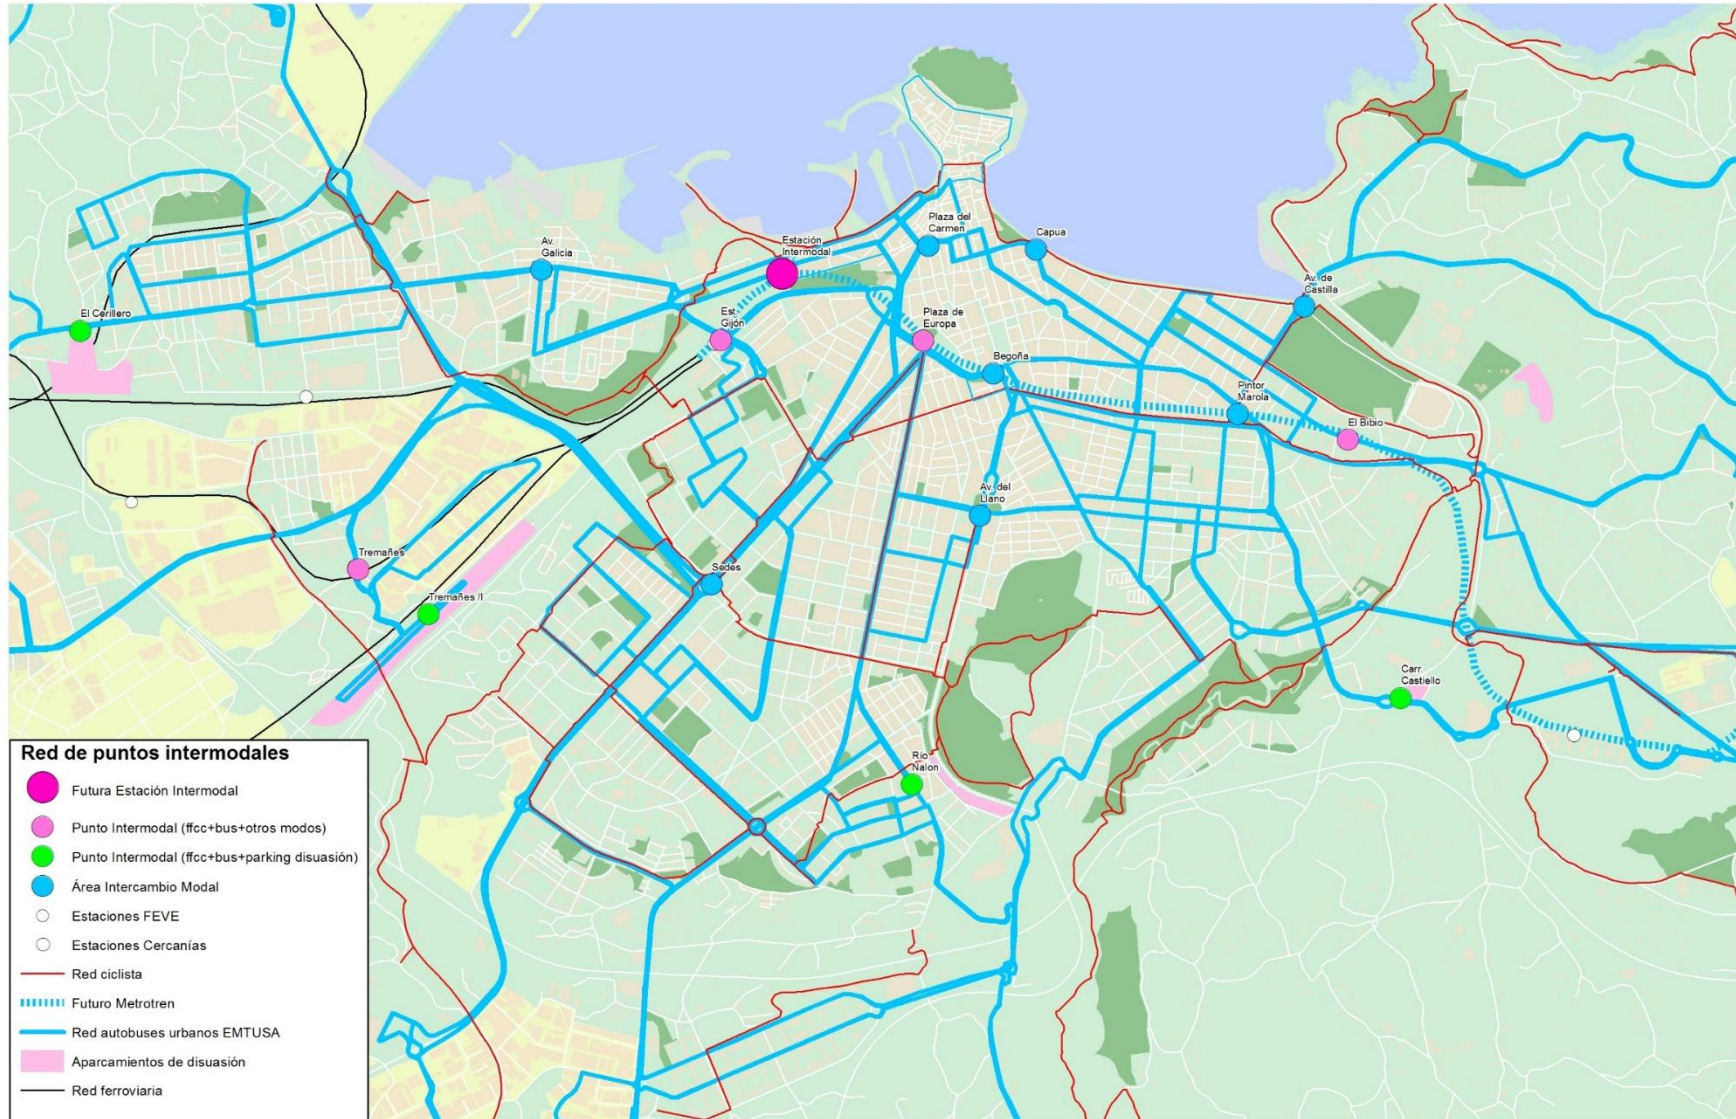 Plaza del
Carmen
Capua
Estación
Intermodal
Av.
Galicia
Av. de
Castilla
El Cerillero
Est.
Gijón
Plaza de
Europa
Begoña
Pintor
Marola
El Bibio
Av. del
Llano
Tremañes
Sedes
Tremañes /I
Carr.
Castiello
Río
Nalon
Red de puntos intermodales
Futura Estación Intermodal
Punto Intermodal (ffcc+bus+otros modos)
Punto Intermodal (ffcc+bus+parking disuasión)
Área Intercambio Modal
Estaciones FEVE
Estaciones Cercanías
Red ciclista
Futuro Metrotren
Red autobuses urbanos EMTUSA
Aparcamientos de disuasión
Red ferroviaria